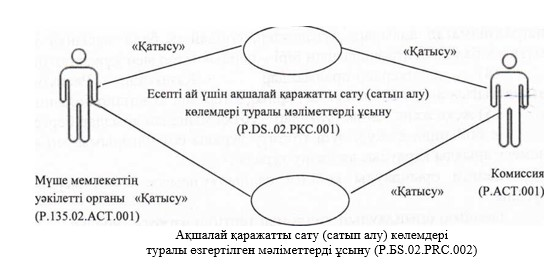 «Қатысу»
«Қатысу»
Есепті ай үшін ақшалай қаражатты сату (сатып алу)
көлемдері туралы мәліметтерді ұсыну
(P.DS..02.PKC.001)
Мүше мемлекеттің
уәкілетті органы «Қатысу»
(P.135.02.ACT.001)
«Қатысу»
Комиссия
(P.ACT.001)
Ақшалай қаражатты сату (сатып алу) көлемдері
туралы өзгертілген мәліметтерді ұсыну (P.БS.02.PRC.002)